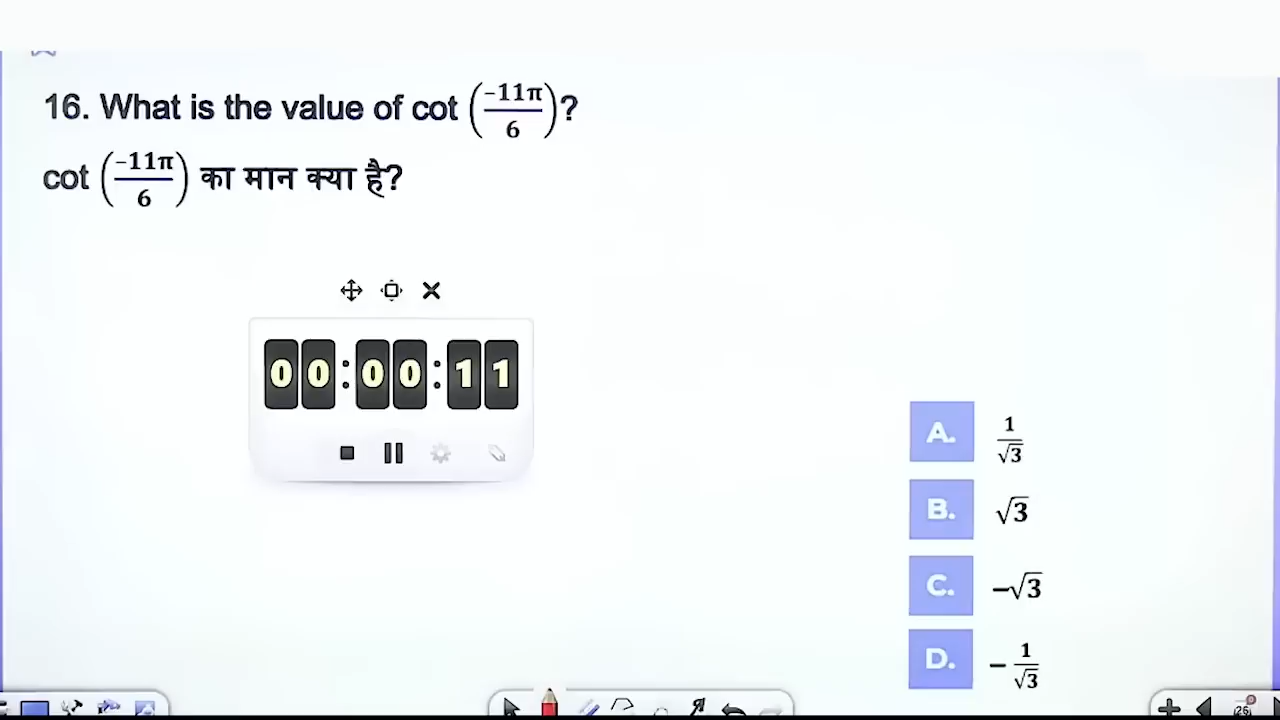 16. What is the value of cot (−11π/6)?
cot (−11π/6) का मान क्या है?
00:00:11
A. 1/√3
B. √3
C. −√3
D. − 1/√3
26